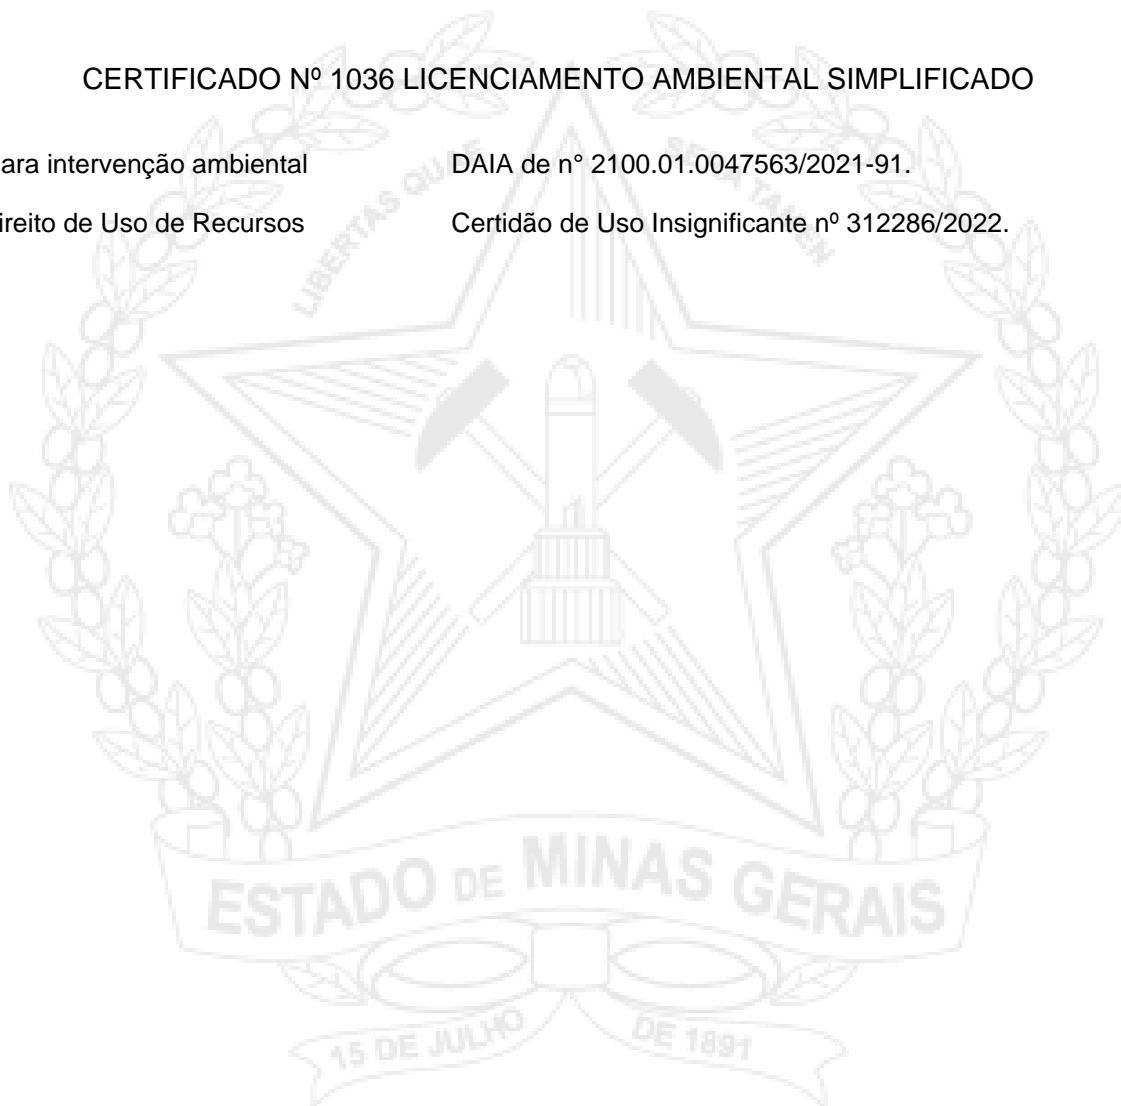 CERTIFICADO Nº 1036 LICENCIAMENTO AMBIENTAL SIMPLIFICADO
ara intervenção ambiental DAIA de n° 2100.01.0047563/2021-91.
ireito de Uso de Recursos Certidão de Uso Insignificante nº 312286/2022.
LIBERTAS QUÆ SERA TAMEN
ESTADO DE MINAS GERAIS
15 DE JULHO DE 1891